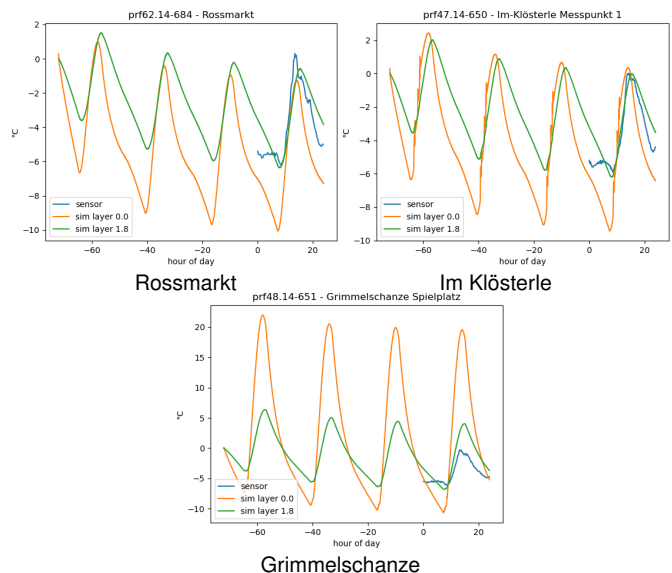 prf62.14-684 - Rossmarkt
2
0
−2
−4
−6
−8
−10
°C
sensor
sim layer 0.0
sim layer 1.8
−60
−40
−20
0
20
hour of day
Rossmarkt
prf47.14-650 - Im-Klösterle Messpunkt 1
2
0
−2
−4
−6
−8
−10
°C
sensor
sim layer 0.0
sim layer 1.8
−60
−40
−20
0
20
hour of day
Im Klösterle
prf48.14-651 - Grimmelschanze Spielplatz
20
15
10
5
0
−5
−10
°C
sensor
sim layer 0.0
sim layer 1.8
−60
−40
−20
0
20
hour of day
Grimmelschanze